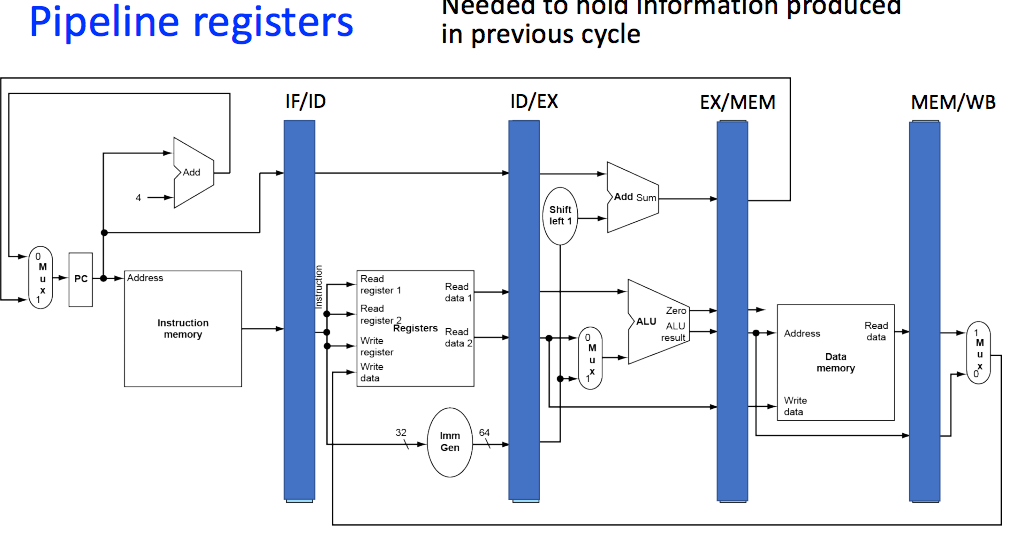 Pipeline registers
Needed to hold information produced
in previous cycle
IF/ID
ID/EX
EX/MEM
MEM/WB
Add
4
Add Sum
Shift
left 1
0
M
u
x
1
PC
Address
Instruction
memory
Instruction
Read
register 1
Read
register 2
Registers
Write
register
Write
data
Read
data 1
Read
data 2
0
M
u
x
1
ALU
Zero
ALU
result
Address
Read
data
Data
memory
Write
data
1
M
u
x
0
32
Imm
Gen
64